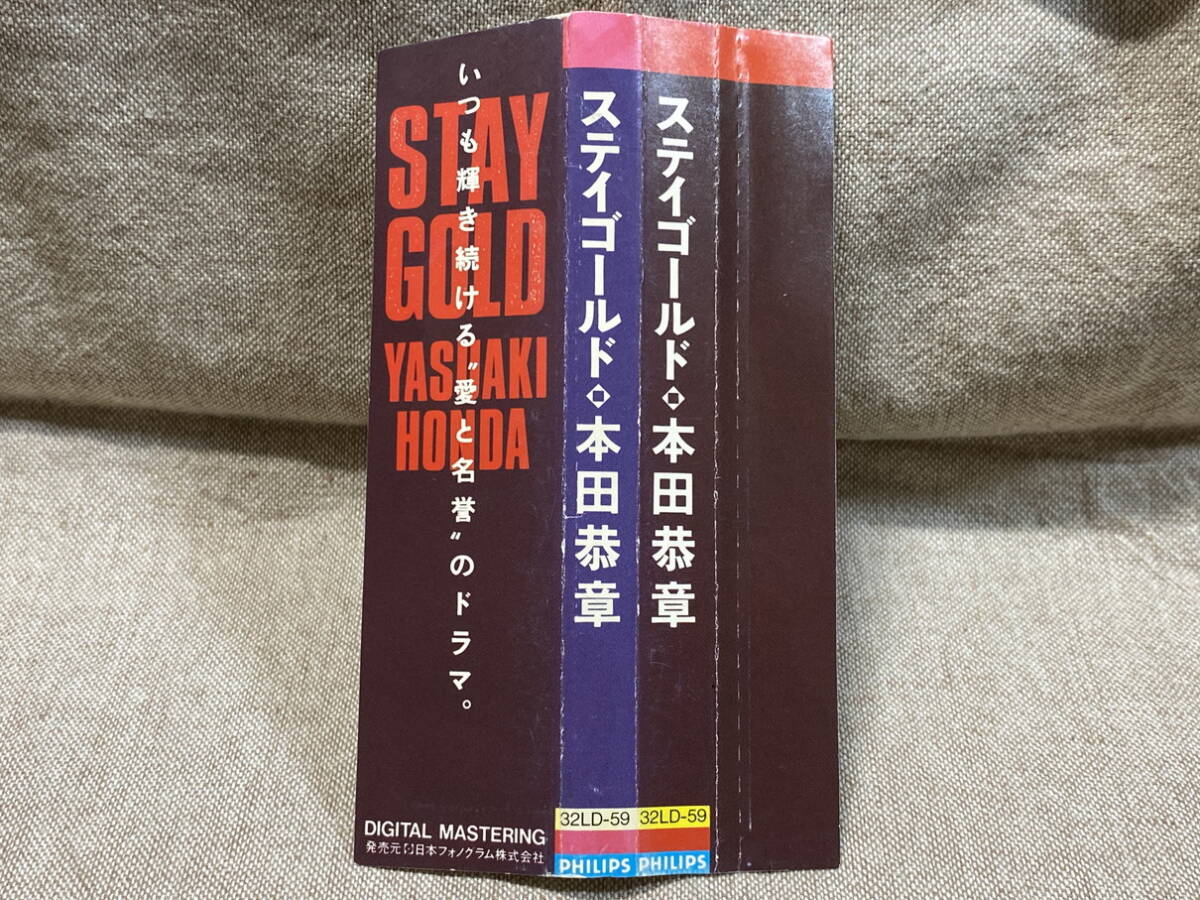 いつも輝き続ける“愛と名誉”のドラマ。
STAY
GOLD
YASUAKI
HONDA
DIGITAL MASTERING
発売元 日本フォノグラム株式会社
ステイゴールド◇本田恭章
32LD-59
PHILIPS
ステイゴールド◇本田恭章
32LD-59
PHILIPS